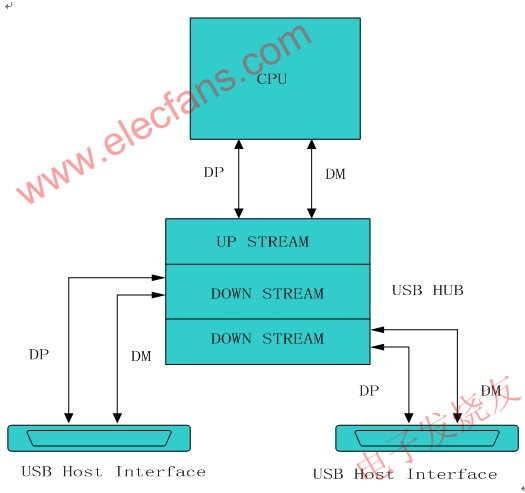 CPU
www.elecfans.com
DP
DM
UP STREAM
DOWN STREAM
USB HUB
DOWN STREAM
DP
DM
DP
DM
电子发烧友
USB Host Interface
USB Host Interface